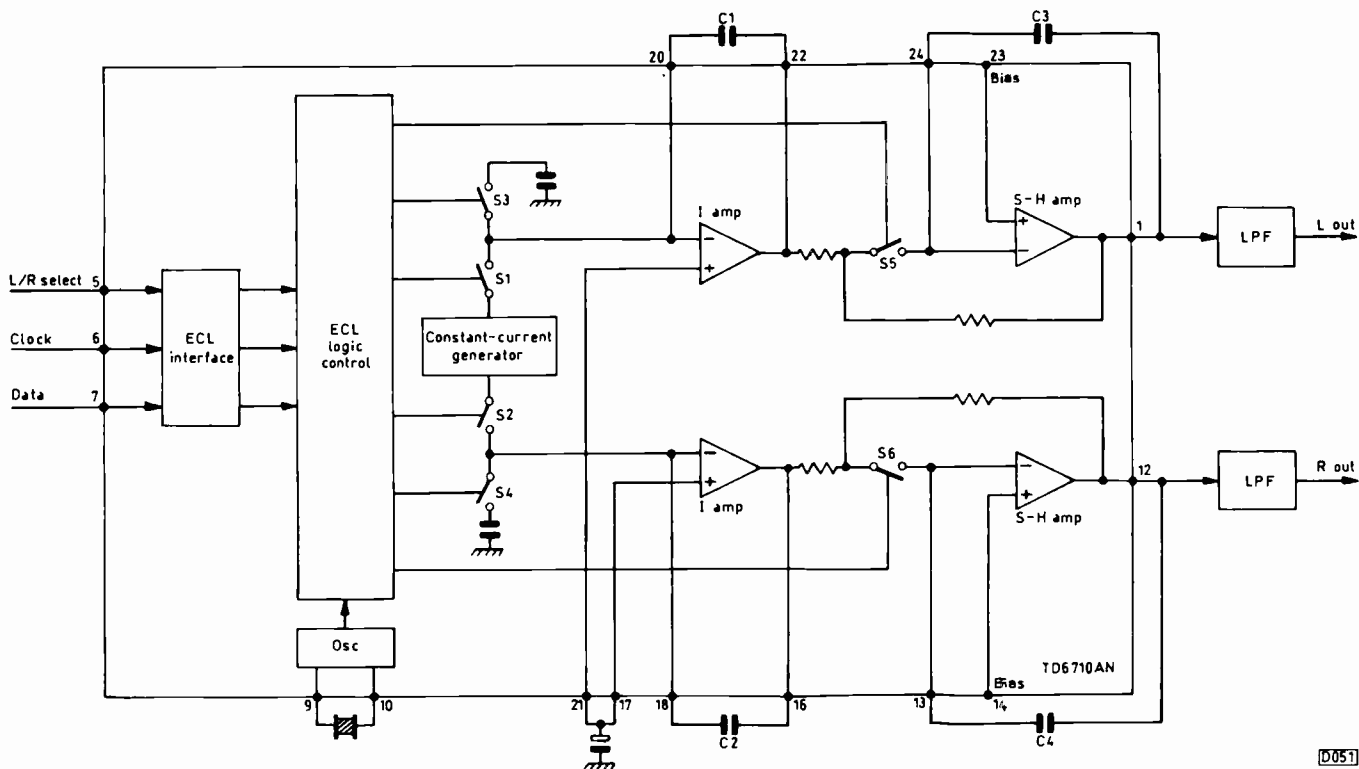 C1
C3
20
22
24
23
Bias
S3
I amp
S-H amp
1
LPF
L out
L/R select
5
S1
S5
Clock
6
ECL
interface
ECL
logic
control
Constant-current
generator
Data
7
S2
S6
12
LPF
R out
S4
I amp
S-H amp
Osc
TD6710AN
Bias
9
10
21
17
18
16
13
14
C2
C4
D051